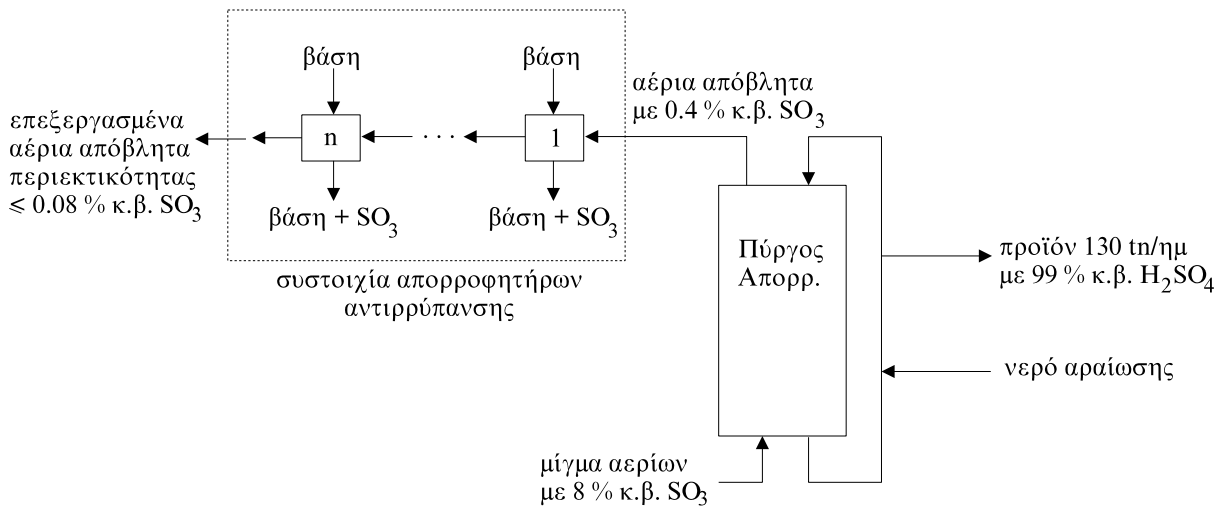 βάση
βάση
αέρια απόβλητα
με 0.4 % κ.β. SO3
επεξεργασμένα
αέρια απόβλητα
περιεκτικότητας
⩽ 0.08 % κ.β. SO3
n
· · ·
1
βάση + SO3
βάση + SO3
συστοιχία απορροφητήρων
αντιρρύπανσης
Πύργος
Απορρ.
προϊόν 130 tn/ημ
με 99 % κ.β. H2SO4
νερό αραίωσης
μίγμα αερίων
με 8 % κ.β. SO3